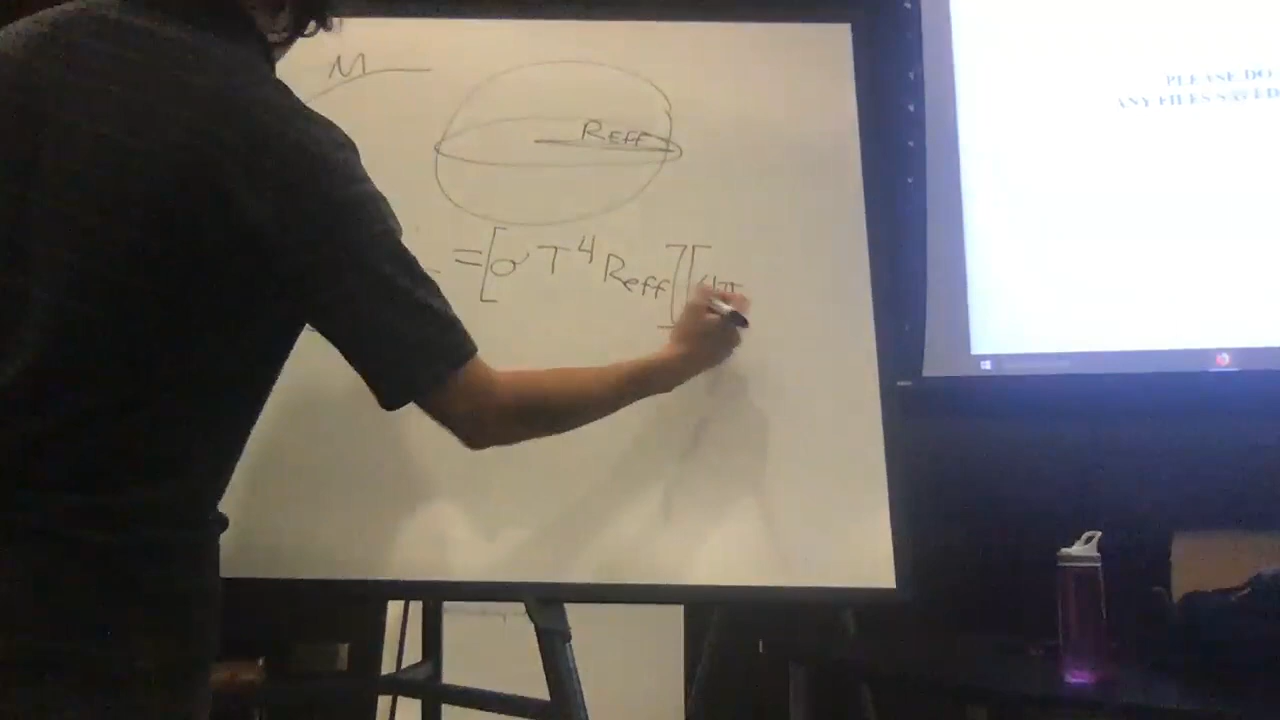 M
REFF
= [σ T⁴ Reff] [4π
PLEASE DO
ANY FILES SAVED